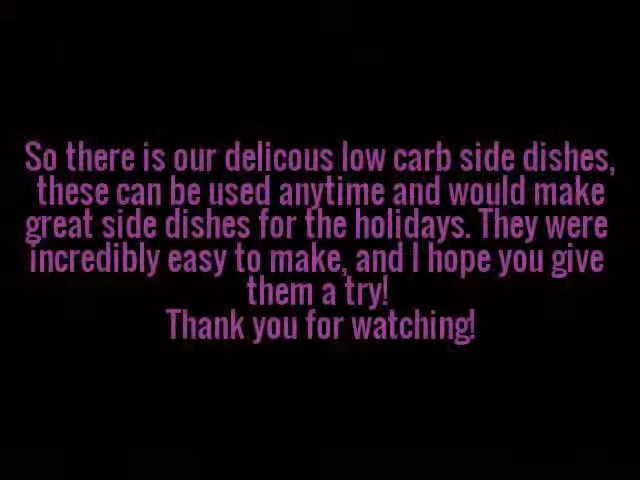 So there is our delicous low carb side dishes,
these can be used anytime and would make
great side dishes for the holidays. They were
incredibly easy to make, and I hope you give
them a try!
Thank you for watching!